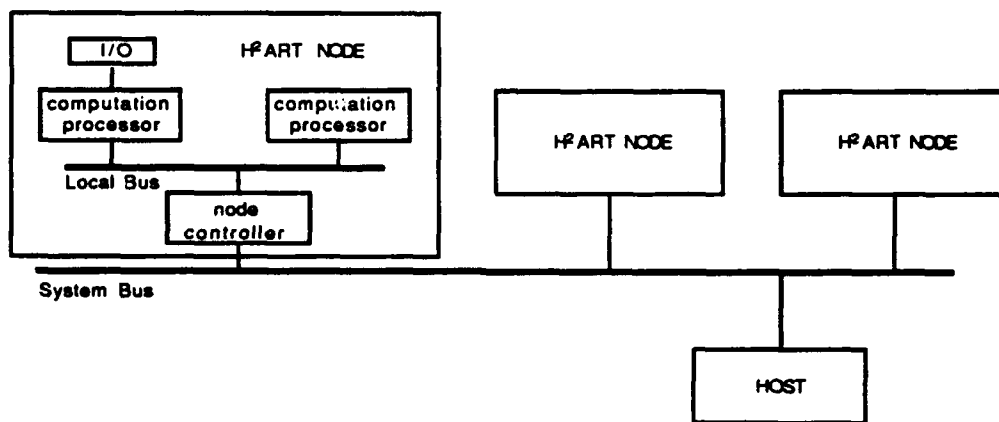 I/O
H²ART NODE
computation
processor
computation
processor
Local Bus
node
controller
H²ART NODE
H²ART NODE
System Bus
HOST